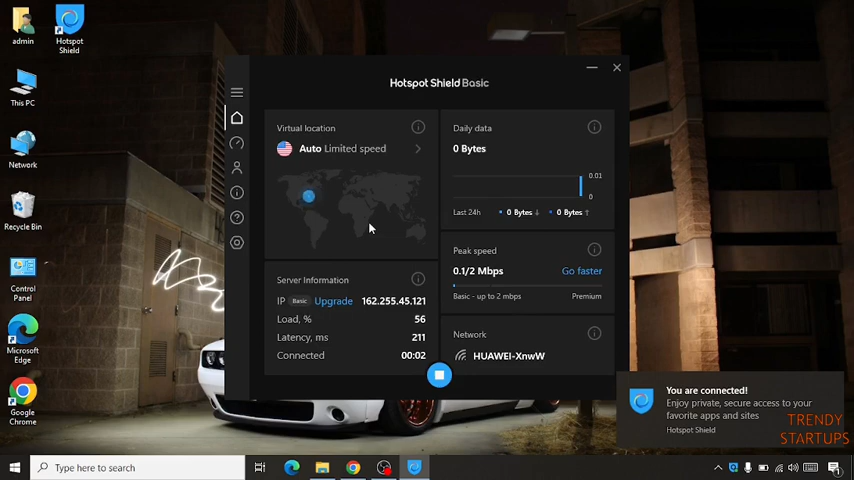 admin
Hotspot
Shield
This PC
Network
Recycle Bin
Control
Panel
Microsoft
Edge
Google
Chrome
Hotspot Shield Basic
Virtual location
Auto Limited speed
Server Information
IP Basic Upgrade 162.255.45.121
Load, % 56
Latency, ms 211
Connected 00:02
Daily data
0 Bytes
0.01
0
Last 24h 0 Bytes ↓ 0 Bytes ↑
Peak speed
0.1/2 Mbps Go faster
Basic - up to 2 mbps Premium
Network
HUAWEI-XnwW
You are connected!
Enjoy private, secure access to your
favorite apps and sites
Hotspot Shield
TRENDY
STARTUPS
Type here to search